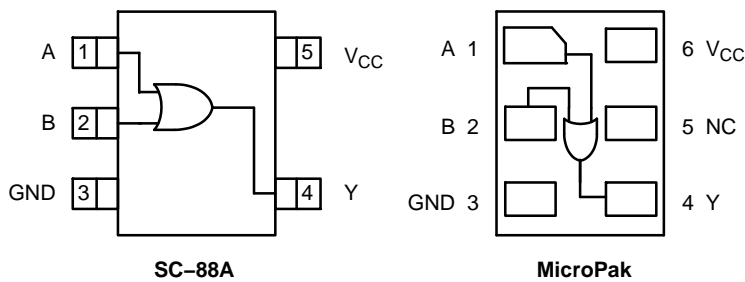 A 1 5 VCC
B 2
GND 3 4 Y
SC-88A
A 1 6 VCC
B 2 5 NC
GND 3 4 Y
MicroPak